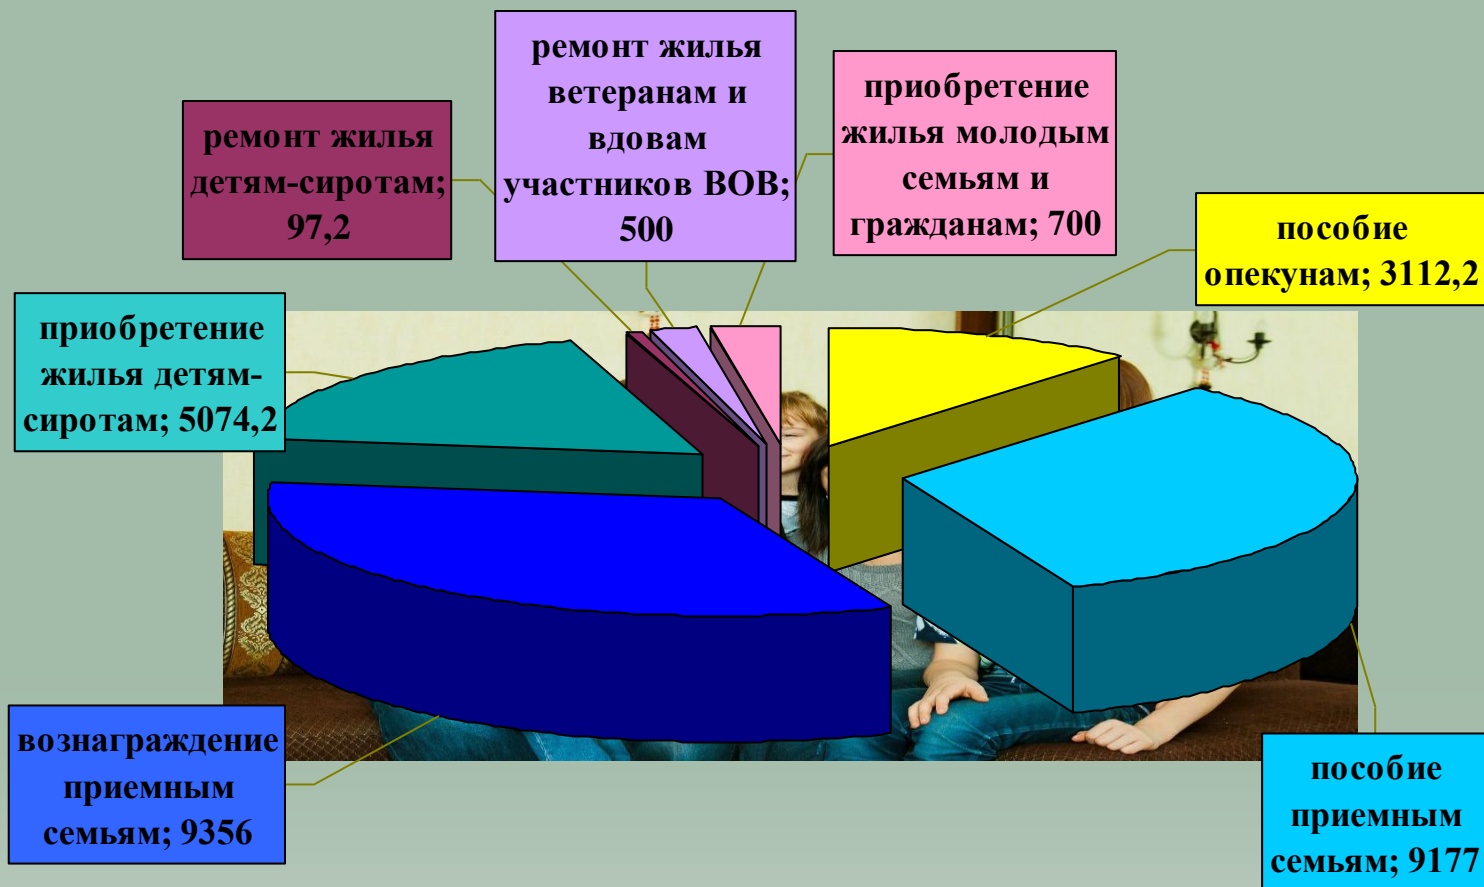 ремонт жилья
ветеранам и
вдовам
участников ВОВ;
500
приобретение
жилья молодым
семьям и
гражданам; 700
ремонт жилья
детям-сиротам;
97,2
пособие
опекунам; 3112,2
приобретение
жилья детям-
сиротам; 5074,2
вознаграждение
приемным
семьям; 9356
пособие
приемным
семьям; 9177